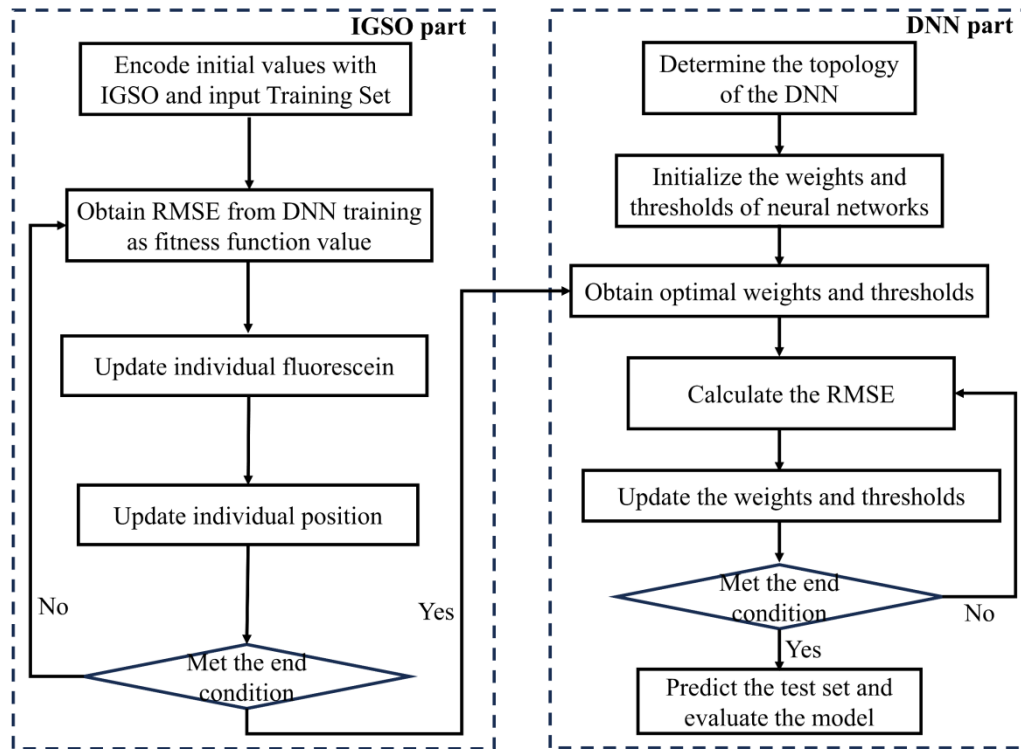 IGSO part
Encode initial values with
IGSO and input Training Set
Obtain RMSE from DNN training
as fitness function value
Update individual fluorescein
Update individual position
Met the end
condition
No
Yes
DNN part
Determine the topology
of the DNN
Initialize the weights and
thresholds of neural networks
Obtain optimal weights and thresholds
Calculate the RMSE
Update the weights and thresholds
Met the end
condition
No
Yes
Predict the test set and
evaluate the model